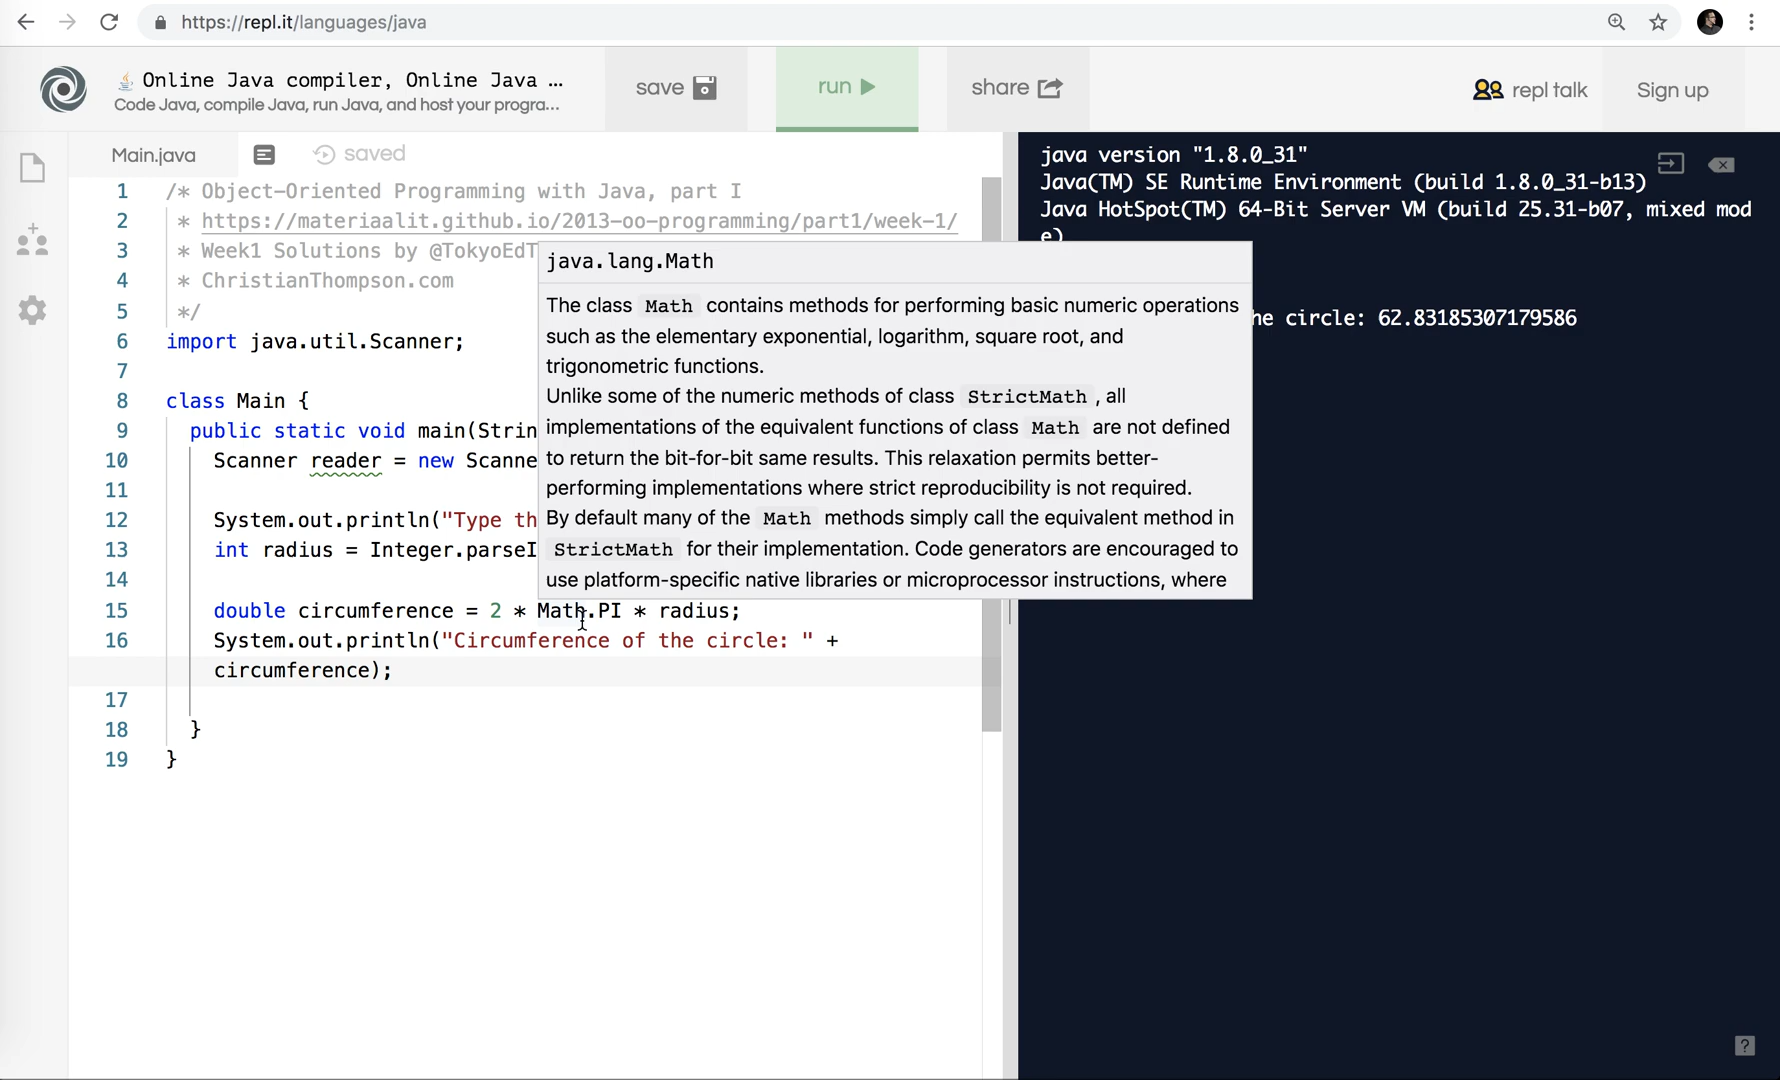 https://repl.it/languages/java
Online Java compiler, Online Java ...
Code Java, compile Java, run Java, and host your progra...
save
run
share
repl talk
Sign up
Main.java
saved
1 /* Object-Oriented Programming with Java, part I
2 * https://materiaalit.github.io/2013-oo-programming/part1/week-1/
3 * Week1 Solutions by @TokyoEdT
4 * ChristianThompson.com
5 */
6 import java.util.Scanner;
7
8 class Main {
9 public static void main(Strin
10 Scanner reader = new Scanne
11
12 System.out.println("Type th
13 int radius = Integer.parseI
14
15 double circumference = 2 * Math.PI * radius;
16 System.out.println("Circumference of the circle: " +
circumference);
17
18 }
19 }
java.lang.Math
The class Math contains methods for performing basic numeric operations
such as the elementary exponential, logarithm, square root, and
trigonometric functions.
Unlike some of the numeric methods of class StrictMath , all
implementations of the equivalent functions of class Math are not defined
to return the bit-for-bit same results. This relaxation permits better-
performing implementations where strict reproducibility is not required.
By default many of the Math methods simply call the equivalent method in
StrictMath for their implementation. Code generators are encouraged to
use platform-specific native libraries or microprocessor instructions, where
java version "1.8.0_31"
Java(TM) SE Runtime Environment (build 1.8.0_31-b13)
Java HotSpot(TM) 64-Bit Server VM (build 25.31-b07, mixed mod
e)
he circle: 62.83185307179586
?